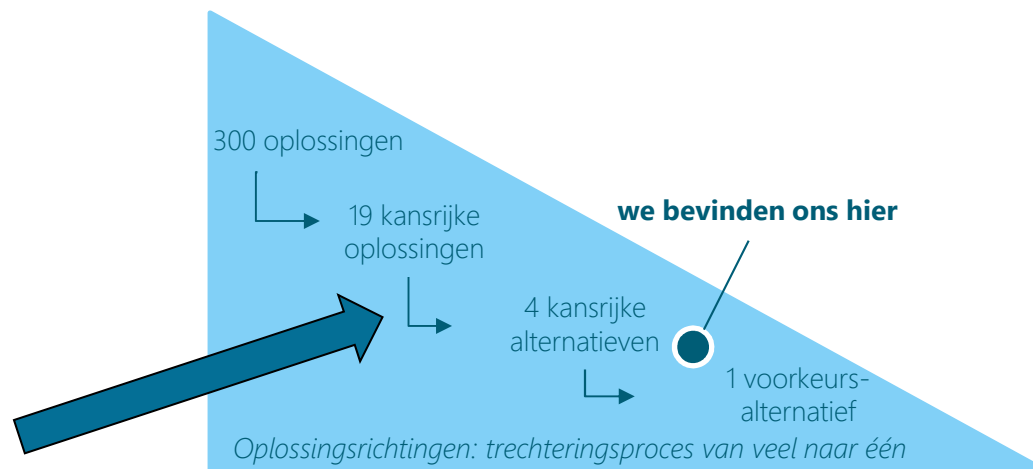 300 oplossingen
19 kansrijke
oplossingen
we bevinden ons hier
4 kansrijke
alternatieven
1 voorkeurs-
alternatief
Oplossingsrichtingen: trechteringsproces van veel naar één